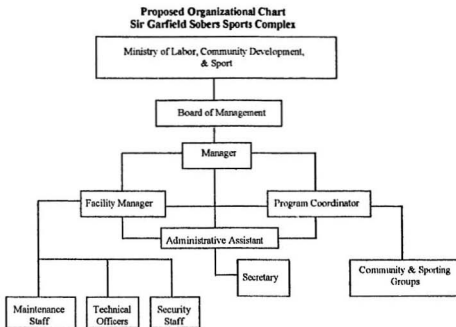 Proposed Organizational Chart
Sir Garfield Sobers Sports Complex
Ministry of Labor, Community Development,
& Sport
Board of Management
Manager
Facility Manager
Program Coordinator
Administrative Assistant
Secretary
Community & Sporting
Groups
Maintenance
Staff
Technical
Officers
Security
Staff